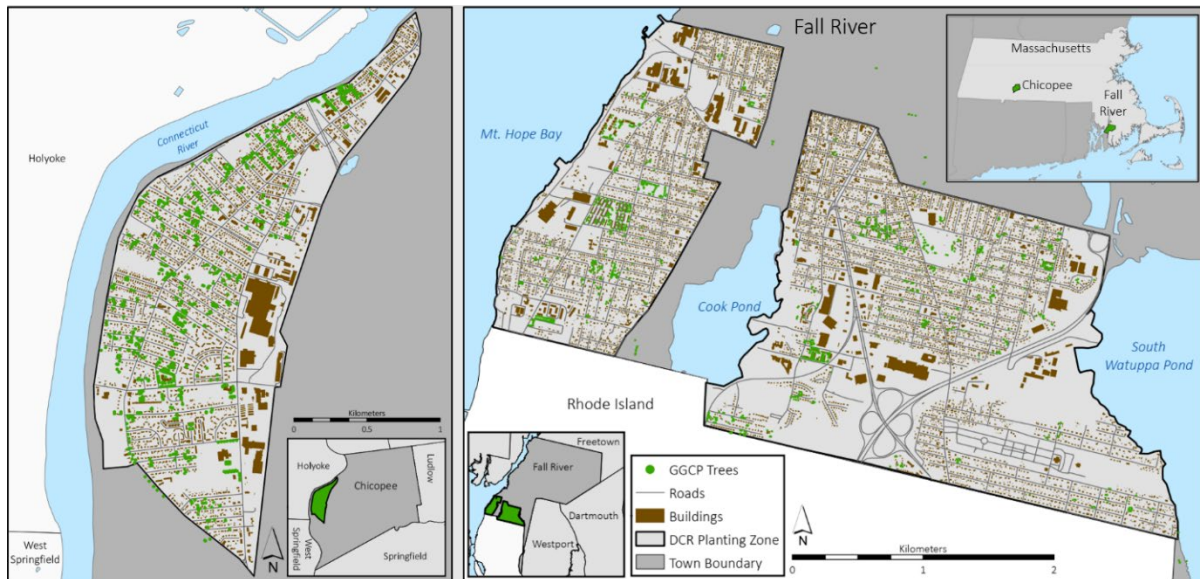 Holyoke
Connecticut
River
West
Springfield
Kilometers
0 0.5 1
Holyoke
Chicopee
Ludlow
West
Springfield
Springfield
Fall River
Mt. Hope Bay
Cook Pond
South
Watuppa Pond
Rhode Island
Massachusetts
Chicopee
Fall
River
Freetown
Fall River
Dartmouth
Westport
GGCP Trees
Roads
Buildings
DCR Planting Zone
Town Boundary
Kilometers
0 1 2